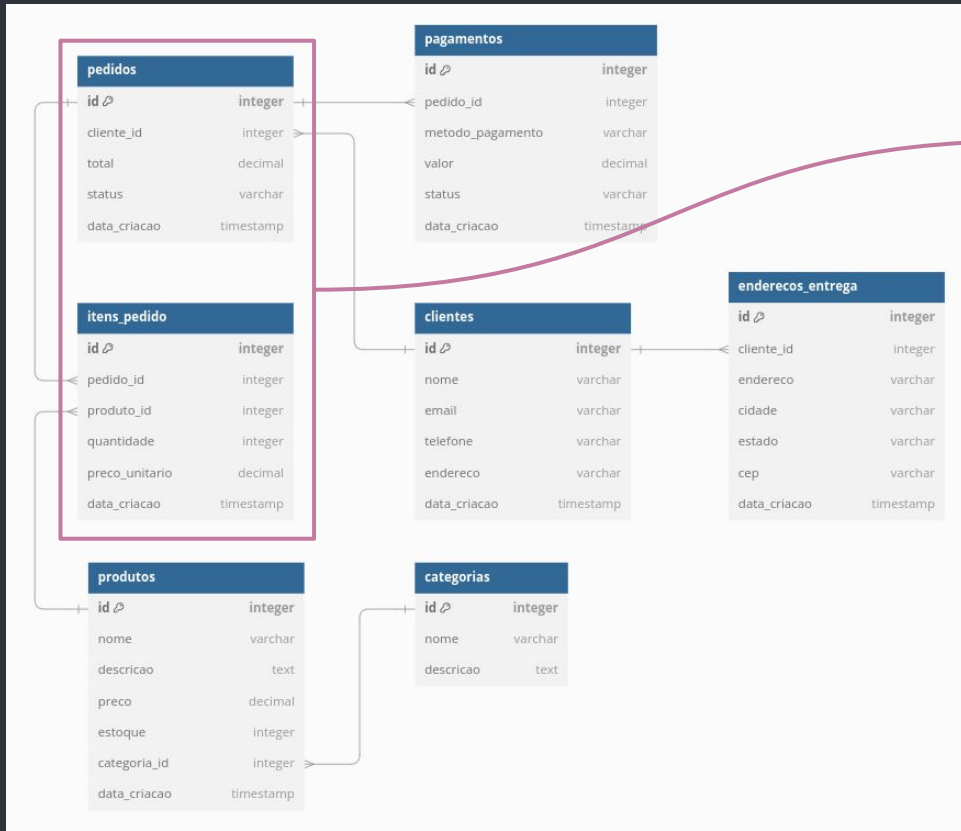 pedidos
id integer
cliente_id integer
total decimal
status varchar
data_criacao timestamp
pagamentos
id integer
pedido_id integer
metodo_pagamento varchar
valor decimal
status varchar
data_criacao timestamp
itens_pedido
id integer
pedido_id integer
produto_id integer
quantidade integer
preco_unitario decimal
data_criacao timestamp
clientes
id integer
nome varchar
email varchar
telefone varchar
endereco varchar
data_criacao timestamp
enderecos_entrega
id integer
cliente_id integer
endereco varchar
cidade varchar
estado varchar
cep varchar
data_criacao timestamp
produtos
id integer
nome varchar
descricao text
preco decimal
estoque integer
categoria_id integer
data_criacao timestamp
categorias
id integer
nome varchar
descricao text